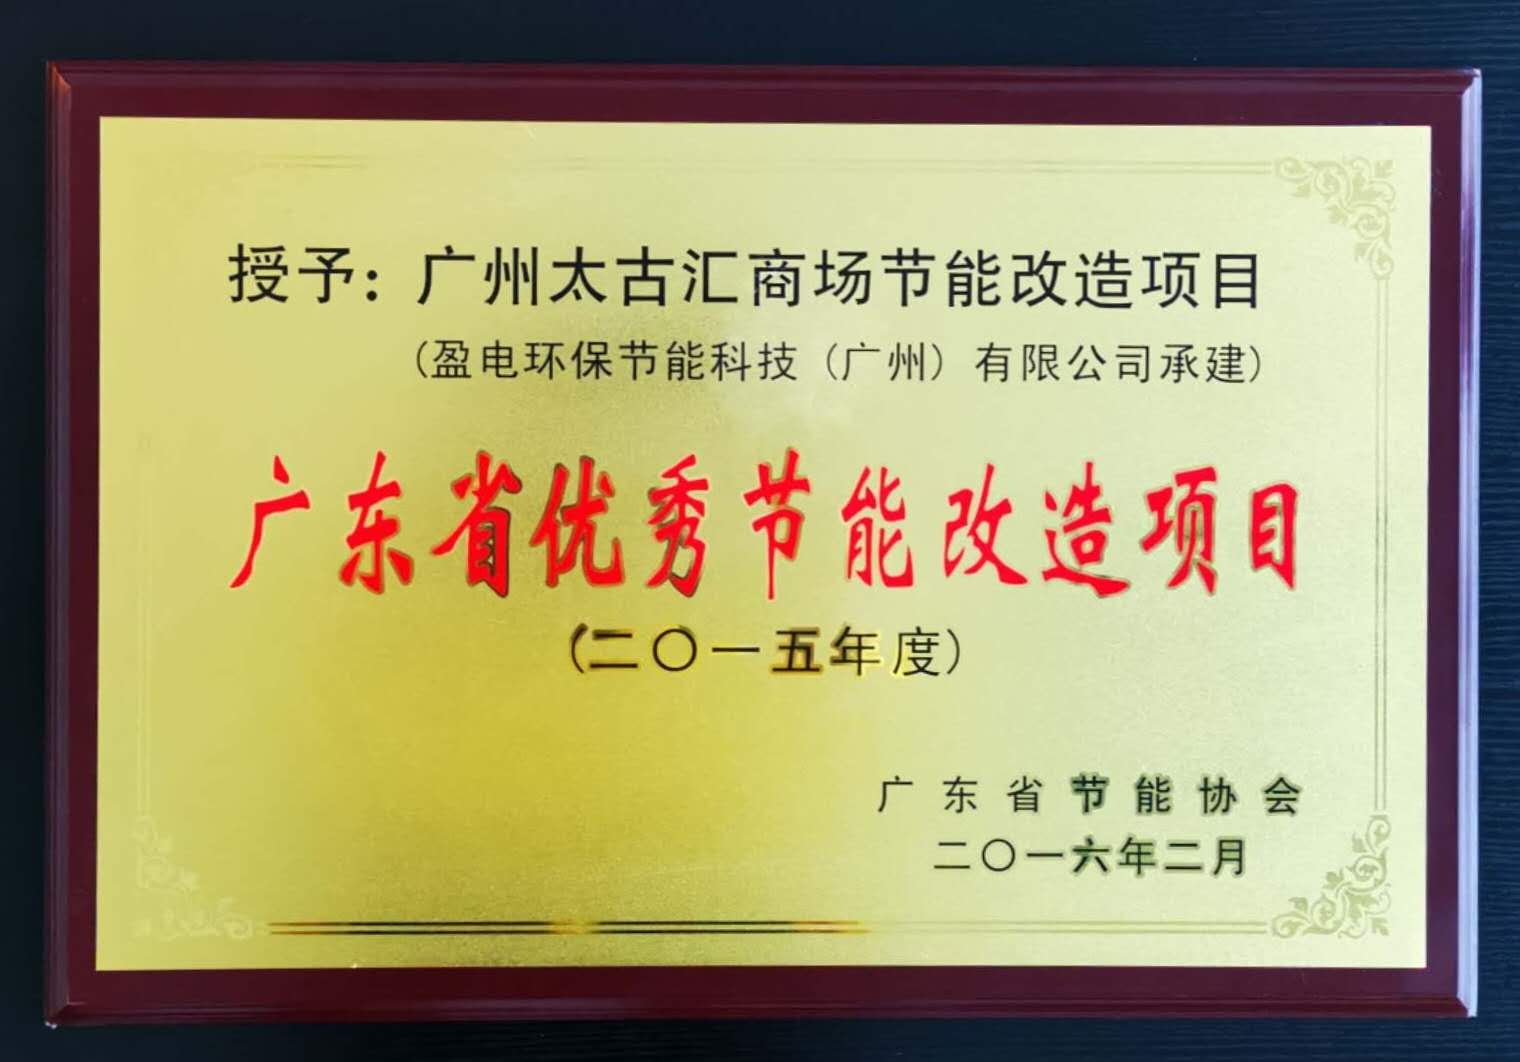 授予：广州太古汇商场节能改造项目
（盈电环保节能科技（广州）有限公司承建）
广东省优秀节能改造项目
（二〇一五年度）
广东省节能协会
二〇一六年二月